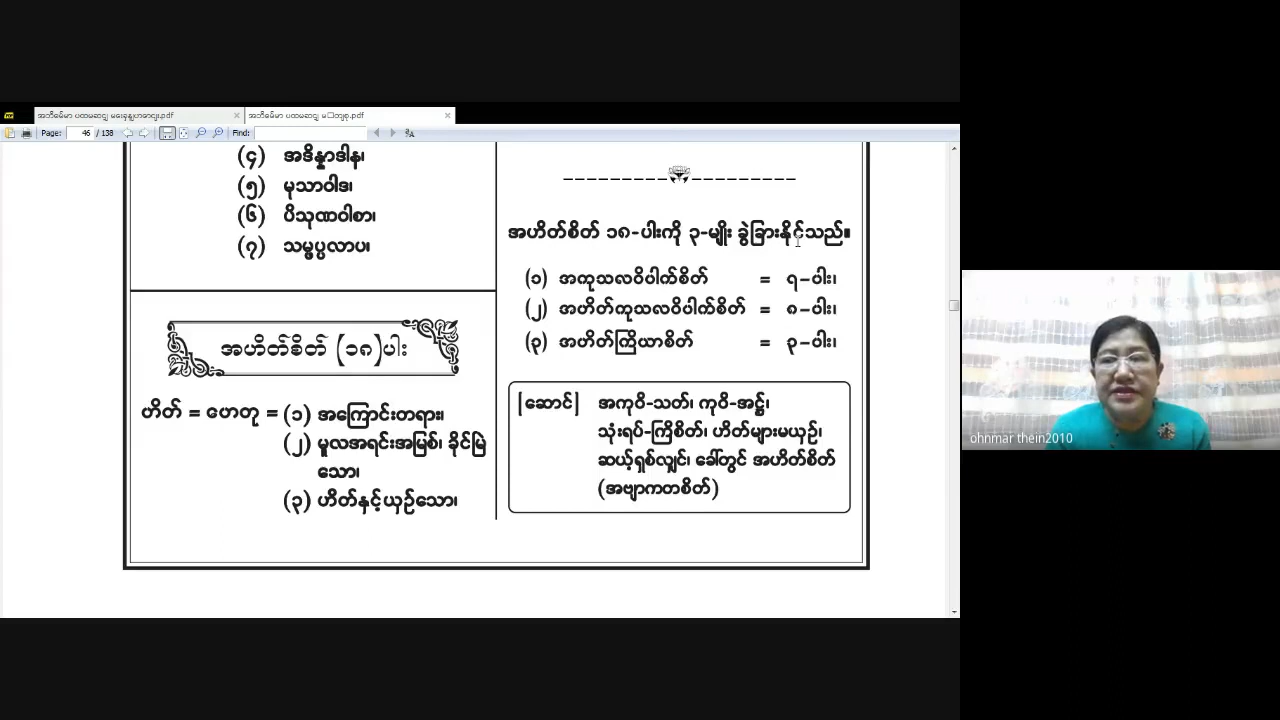 Page: 46 / 138 Find:
(၄) အဒိန္နာဒါန၊
(၅) မုသာဝါဒ၊
(၆) ပိသုဏဝါစာ၊
(၇) သမ္ဖပ္ပလာပ၊
အဟိတ်စိတ် (၁၈)ပါး
ဟိတ် = ဟေတု = (၁) အကြောင်းတရား၊
(၂) မူလအရင်းအမြစ်၊ ခိုင်မြဲ
သော၊
(၃) ဟိတ်နှင့်ယှဉ်သော၊
အဟိတ်စိတ် ၁၈-ပါးကို ၃-မျိုး ခွဲခြားနိုင်သည်။
(၁) အကုသလဝိပါက်စိတ် = ၇-ပါး၊
(၂) အဟိတ်ကုသလဝိပါက်စိတ် = ၈-ပါး၊
(၃) အဟိတ်ကြိယာစိတ် = ၃-ပါး၊
[ဆောင်] အကုဝိ-သတ်၊ ကုဝိ-အဋ္ဌ်၊
သုံးရပ်-ကြိစိတ်၊ ဟိတ်များမယှဉ်၊
ဆယ့်ရှစ်လျှင်၊ ခေါ်တွင် အဟိတ်စိတ်
(အဗျာကတစိတ်)
ohnmar thein2010